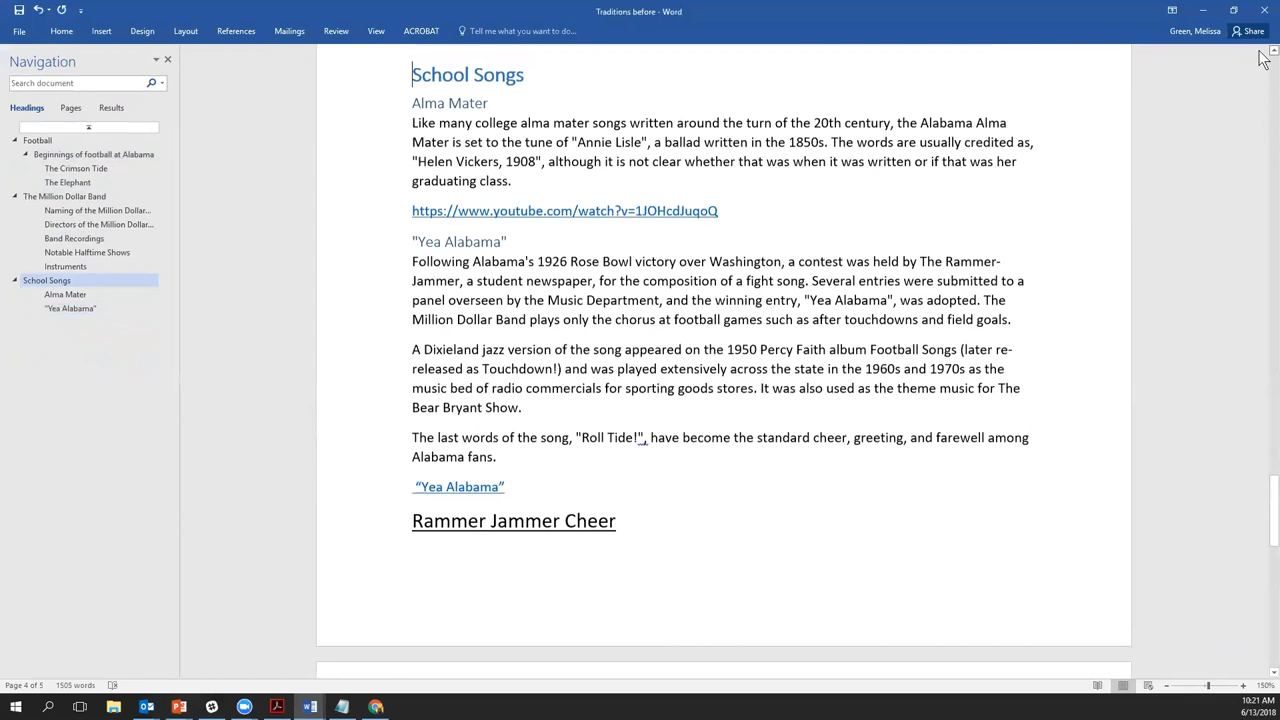 Traditions before - Word
File Home Insert Design Layout References Mailings Review View ACROBAT Tell me what you want to do... Green, Melissa Share
Navigation
Search document
Headings Pages Results
Football
Beginnings of football at Alabama
The Crimson Tide
The Elephant
The Million Dollar Band
Naming of the Million Dollar...
Directors of the Million Dollar...
Band Recordings
Notable Halftime Shows
Instruments
School Songs
Alma Mater
"Yea Alabama"
School Songs
Alma Mater
Like many college alma mater songs written around the turn of the 20th century, the Alabama Alma
Mater is set to the tune of "Annie Lisle", a ballad written in the 1850s. The words are usually credited as,
"Helen Vickers, 1908", although it is not clear whether that was when it was written or if that was her
graduating class.
https://www.youtube.com/watch?v=1JOHcdJuqoQ
"Yea Alabama"
Following Alabama's 1926 Rose Bowl victory over Washington, a contest was held by The Rammer-
Jammer, a student newspaper, for the composition of a fight song. Several entries were submitted to a
panel overseen by the Music Department, and the winning entry, "Yea Alabama", was adopted. The
Million Dollar Band plays only the chorus at football games such as after touchdowns and field goals.
A Dixieland jazz version of the song appeared on the 1950 Percy Faith album Football Songs (later re-
released as Touchdown!) and was played extensively across the state in the 1960s and 1970s as the
music bed of radio commercials for sporting goods stores. It was also used as the theme music for The
Bear Bryant Show.
The last words of the song, "Roll Tide!", have become the standard cheer, greeting, and farewell among
Alabama fans.
“Yea Alabama”
Rammer Jammer Cheer
Page 4 of 5 1505 words 150%
10:21 AM
6/13/2018